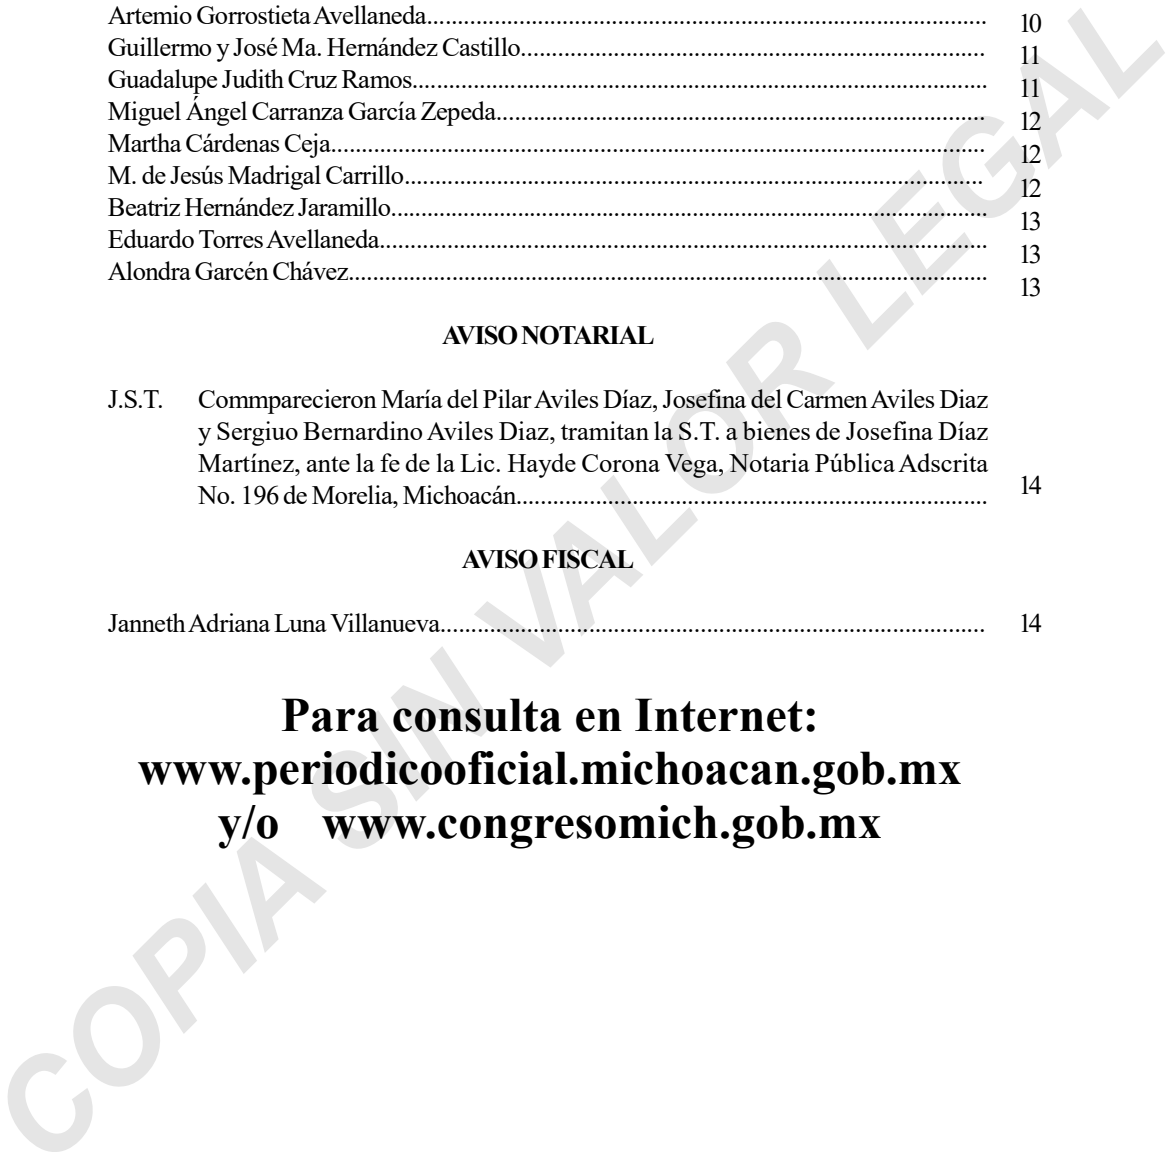 Artemio Gorrostieta Avellaneda.......................................................................................... 10
Guillermo y José Ma. Hernández Castillo........................................................................... 11
Guadalupe Judith Cruz Ramos............................................................................................ 11
Miguel Ángel Carranza García Zepeda............................................................................... 12
Martha Cárdenas Ceja......................................................................................................... 12
M. de Jesús Madrigal Carrillo............................................................................................. 12
Beatriz Hernández Jaramillo................................................................................................ 13
Eduardo Torres Avellaneda.................................................................................................. 13
Alondra Garcén Chávez....................................................................................................... 13
AVISO NOTARIAL
J.S.T. Commparecieron María del Pilar Aviles Díaz, Josefina del Carmen Aviles Diaz
y Sergiuo Bernardino Aviles Diaz, tramitan la S.T. a bienes de Josefina Díaz
Martínez, ante la fe de la Lic. Hayde Corona Vega, Notaria Pública Adscrita
No. 196 de Morelia, Michoacán............................................................................ 14
AVISO FISCAL
Janneth Adriana Luna Villanueva........................................................................................ 14
Para consulta en Internet:
www.periodicooficial.michoacan.gob.mx
y/o www.congresomich.gob.mx
COPIA SIN VALOR LEGAL